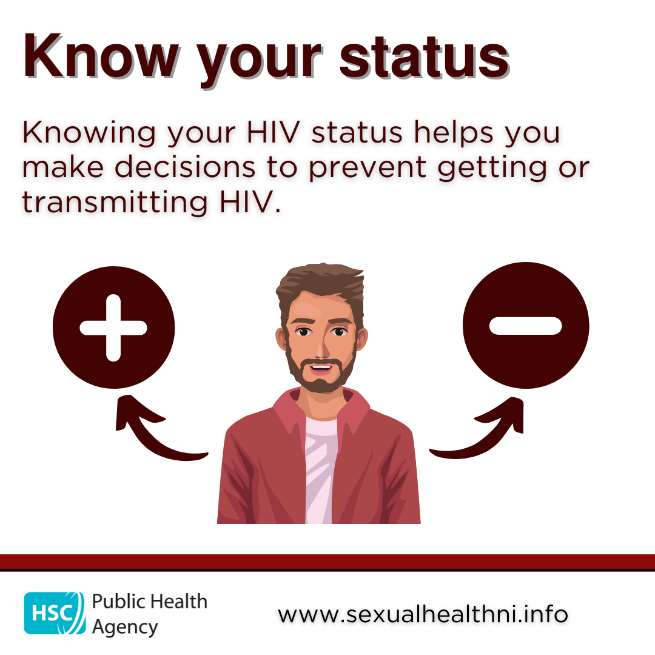 Know your status
Knowing your HIV status helps you
make decisions to prevent getting or
transmitting HIV.
HSC Public Health
Agency
www.sexualhealthni.info